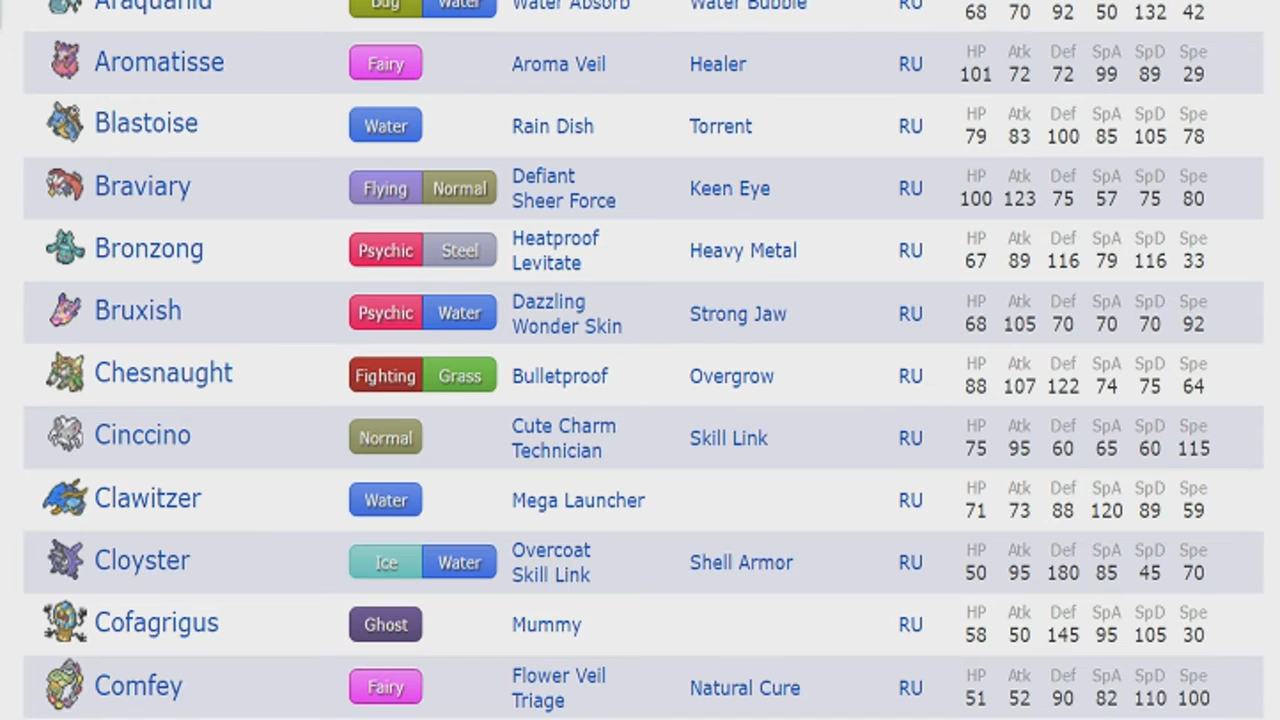 Araquanid Bug Water Water Absorb Water Bubble RU 68 70 92 50 132 42
HP Atk Def SpA SpD Spe
Aromatisse Fairy Aroma Veil Healer RU 101 72 72 99 89 29
HP Atk Def SpA SpD Spe
Blastoise Water Rain Dish Torrent RU 79 83 100 85 105 78
Defiant HP Atk Def SpA SpD Spe
Braviary Flying Normal Keen Eye RU
Sheer Force 100 123 75 57 75 80
Heatproof HP Atk Def SpA SpD Spe
Bronzong Psychic Steel Heavy Metal RU
Levitate 67 89 116 79 116 33
Dazzling HP Atk Def SpA SpD Spe
Bruxish Psychic Water Strong Jaw RU
Wonder Skin 68 105 70 70 70 92
HP Atk Def SpA SpD Spe
Chesnaught Fighting Grass Bulletproof Overgrow RU 88 107 122 74 75 64
Cute Charm HP Atk Def SpA SpD Spe
Cinccino Normal Skill Link RU
Technician 75 95 60 65 60 115
HP Atk Def SpA SpD Spe
Clawitzer Water Mega Launcher RU 71 73 88 120 89 59
Overcoat HP Atk Def SpA SpD Spe
Cloyster Ice Water Shell Armor RU
Skill Link 50 95 180 85 45 70
HP Atk Def SpA SpD Spe
Cofagrigus Ghost Mummy RU 58 50 145 95 105 30
Flower Veil HP Atk Def SpA SpD Spe
Comfey Fairy Natural Cure RU
Triage 51 52 90 82 110 100